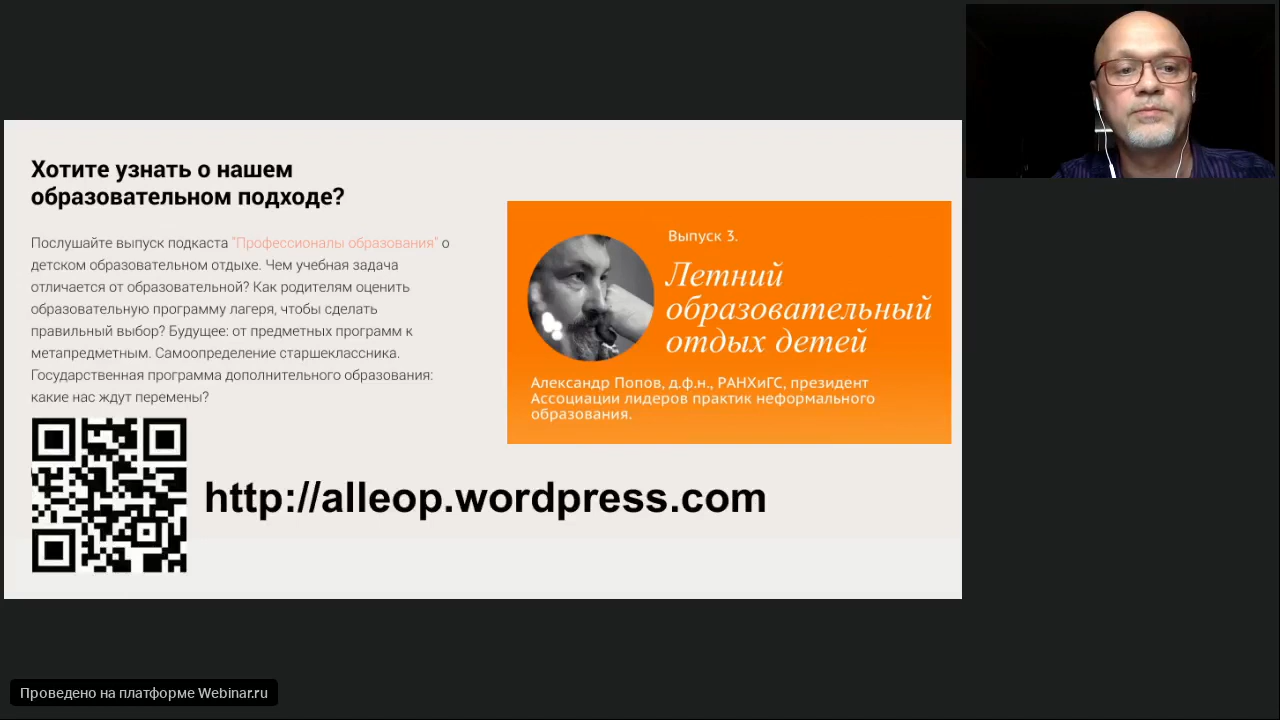 Хотите узнать о нашем
образовательном подходе?
Послушайте выпуск подкаста "Профессионалы образования" о
детском образовательном отдыхе. Чем учебная задача
отличается от образовательной? Как родителям оценить
образовательную программу лагеря, чтобы сделать
правильный выбор? Будущее: от предметных программ к
метапредметным. Самоопределение старшеклассника.
Государственная программа дополнительного образования:
какие нас ждут перемены?
Выпуск 3.
Летний
образовательный
отдых детей
Александр Попов, д.ф.н., РАНХиГС, президент
Ассоциации лидеров практик неформального
образования.
http://alleop.wordpress.com
Проведено на платформе Webinar.ru